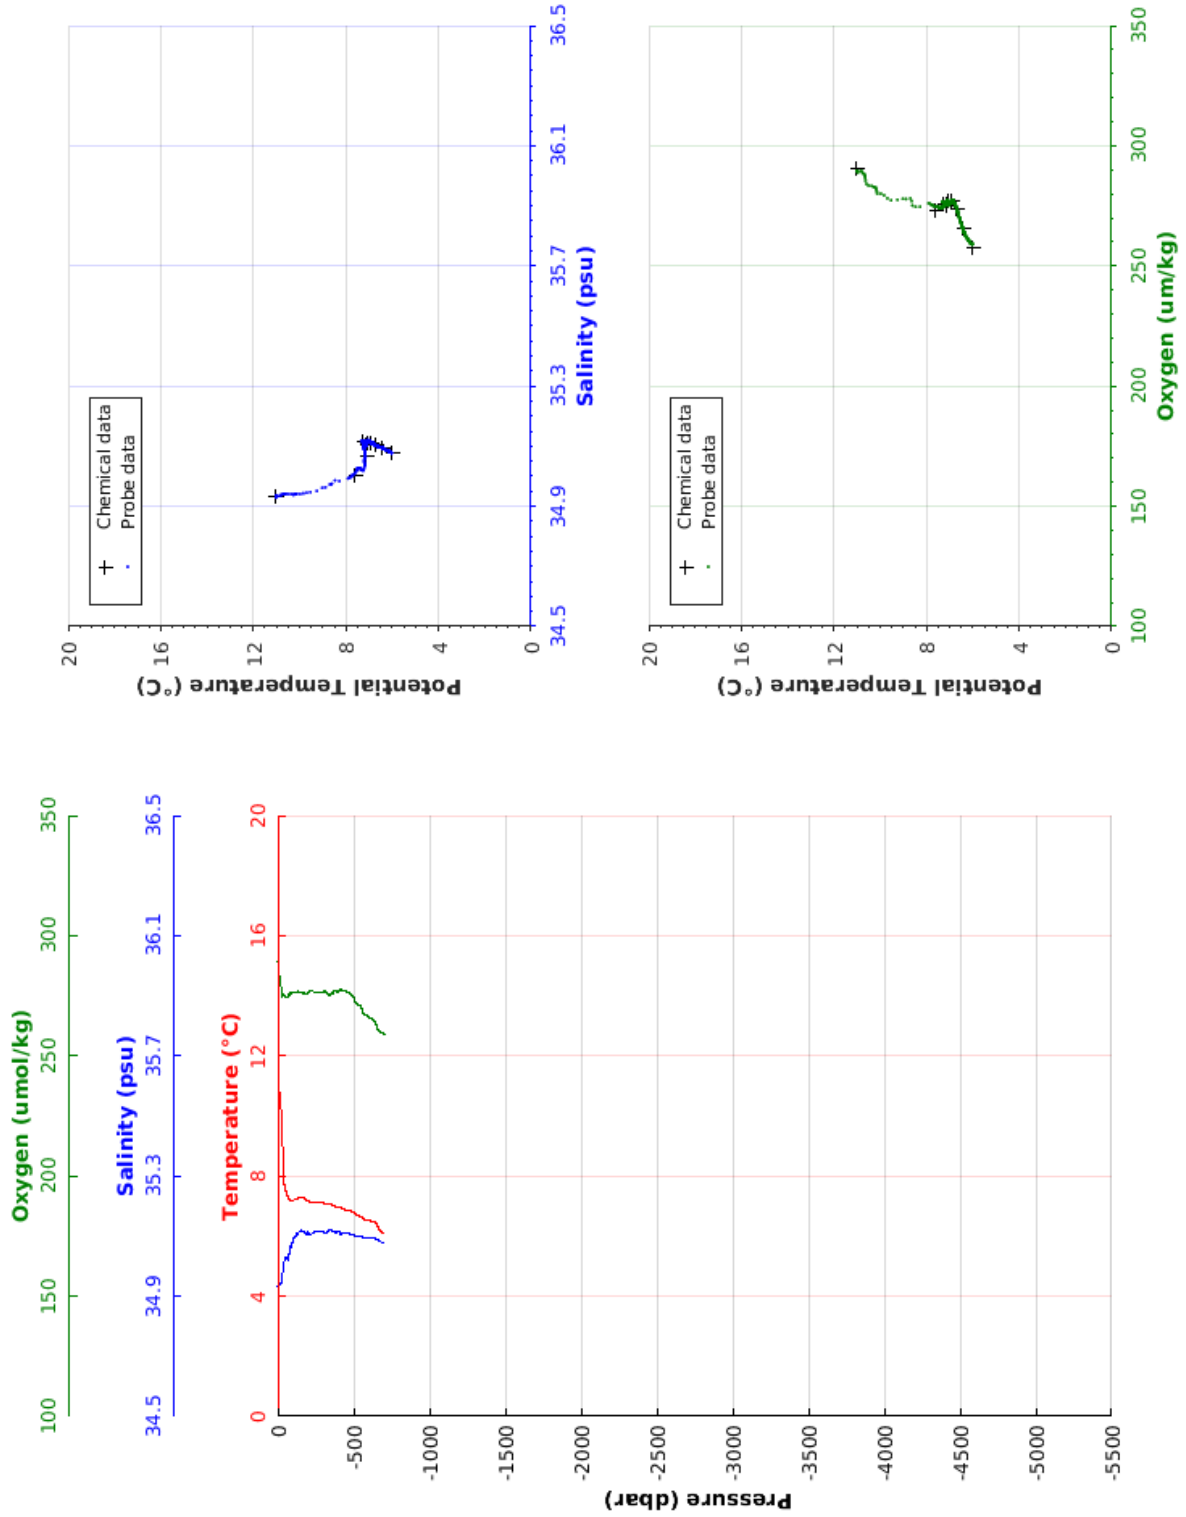 Oxygen (umol/kg)
100 150 200 250 300 350
Salinity (psu)
34.5 34.9 35.3 35.7 36.1 36.5
Temperature (°C)
0 4 8 12 16 20
Pressure (dbar)
0
-500
-1000
-1500
-2000
-2500
-3000
-3500
-4000
-4500
-5000
-5500
Potential Temperature (°C)
20
16
12
8
4
0
Chemical data
Probe data
34.5 34.9 35.3 35.7 36.1 36.5
Salinity (psu)
Potential Temperature (°C)
20
16
12
8
4
0
Chemical data
Probe data
100 150 200 250 300 350
Oxygen (um/kg)